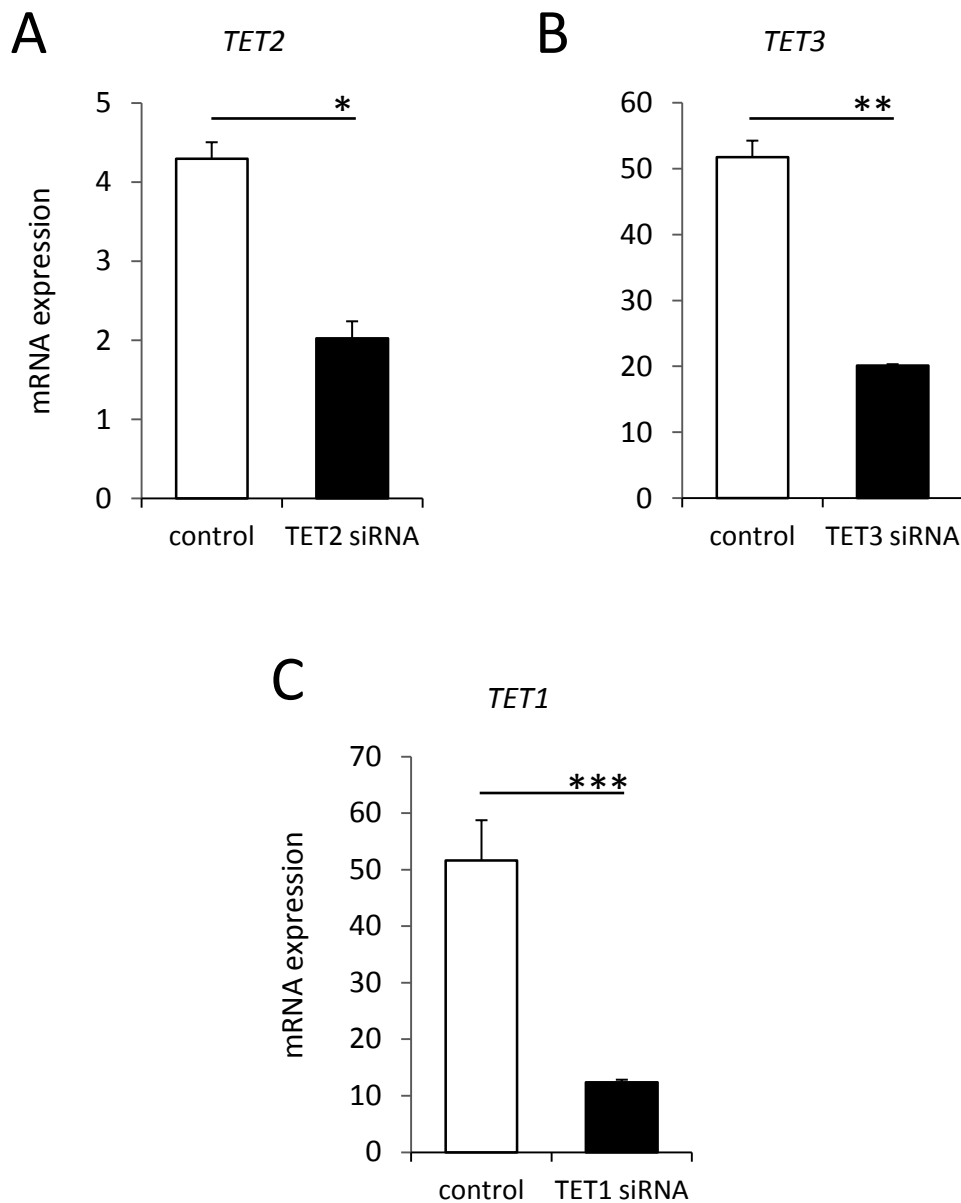 A
TET2
*
5
4
3
2
1
0
mRNA expression
control
TET2 siRNA
B
TET3
**
60
50
40
30
20
10
0
control
TET3 siRNA
C
TET1
***
70
60
50
40
30
20
10
0
mRNA expression
control
TET1 siRNA